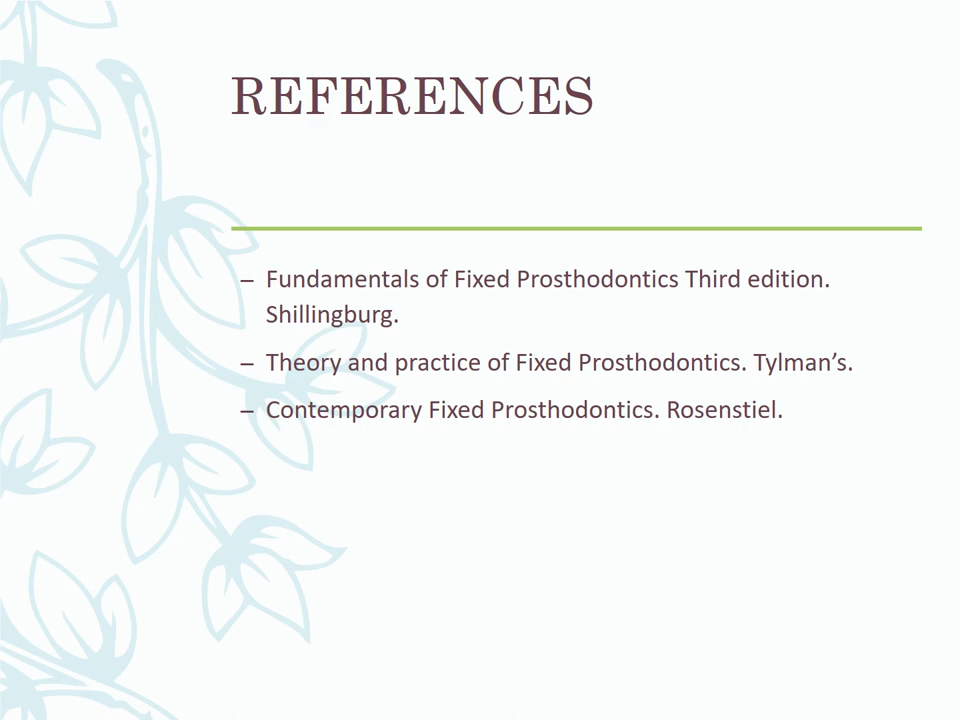 REFERENCES
– Fundamentals of Fixed Prosthodontics Third edition.
Shillingburg.
– Theory and practice of Fixed Prosthodontics. Tylman’s.
– Contemporary Fixed Prosthodontics. Rosenstiel.